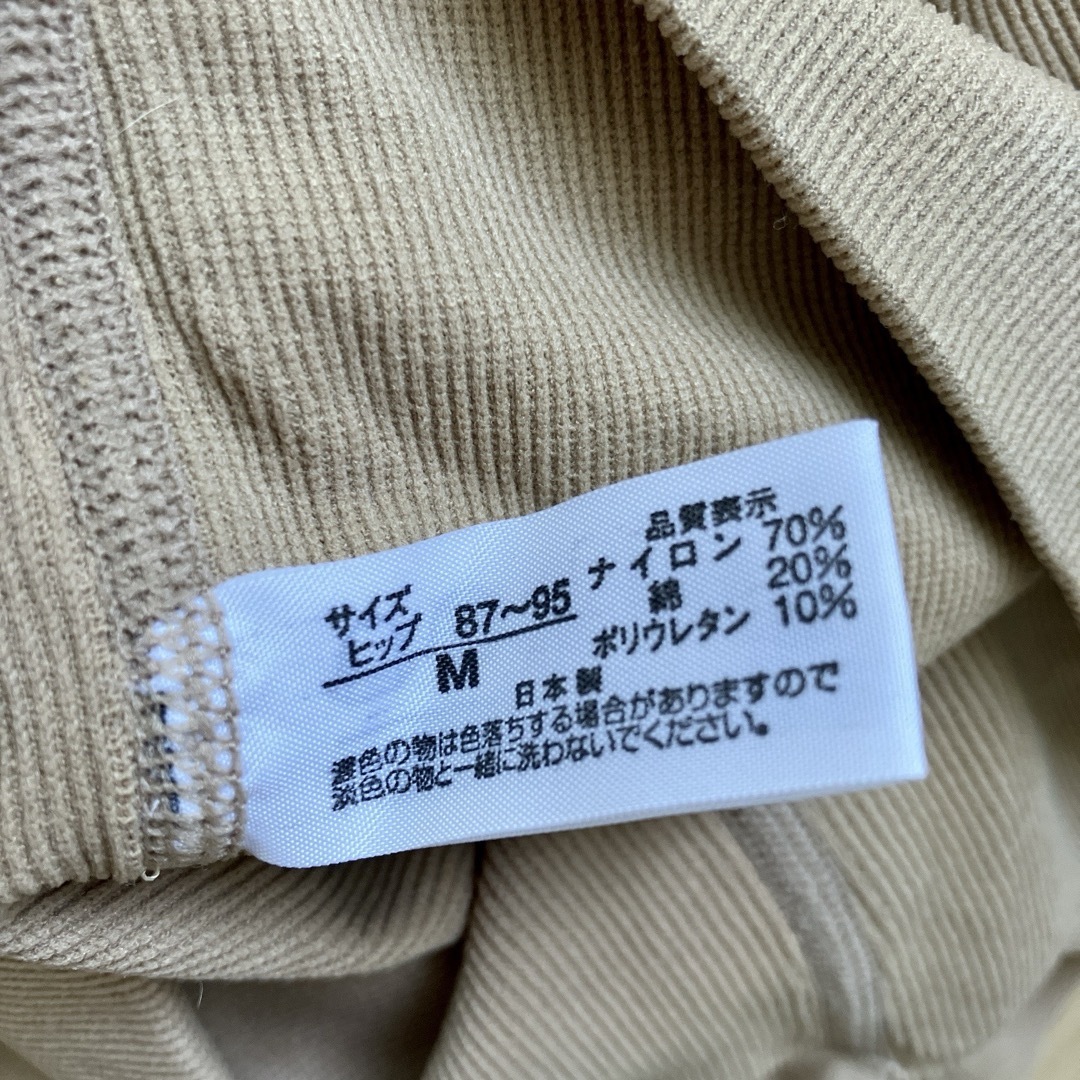 サイズ
ヒップ 87〜95
M
品質表示
ナイロン 70%
綿 20%
ポリウレタン 10%
日本製
濃色の物は色落ちする場合がありますので
淡色の物と一緒に洗わないでください。